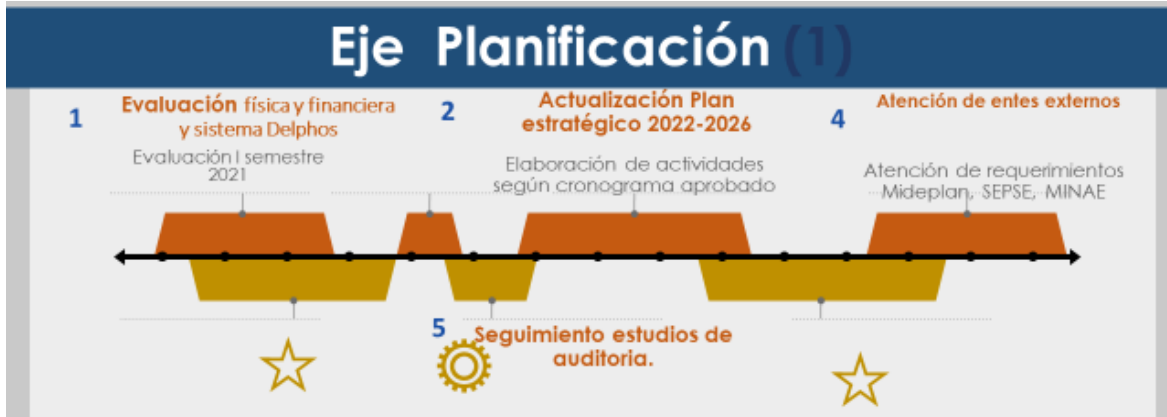 Eje Planificación (1)
1
Evaluación física y financiera
y sistema Delphos
Evaluación I semestre
2021
2
Actualización Plan
estratégico 2022-2026
Elaboración de actividades
según cronograma aprobado
4
Atención de entes externos
Atención de requerimientos
Mideplan, SEPSE, MINAE
5
Seguimiento estudios de
auditoria.